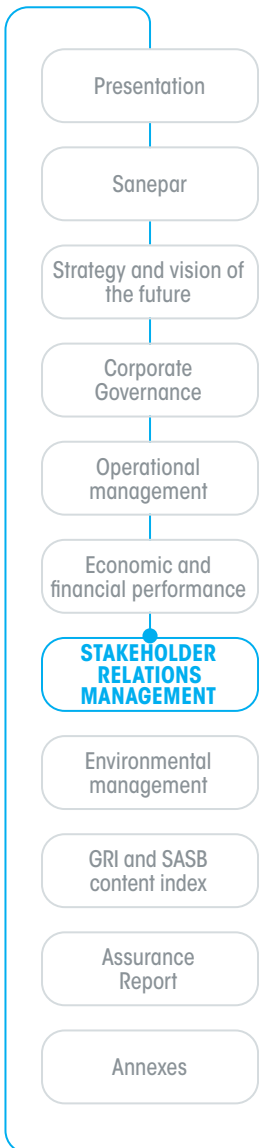 Presentation
Sanepar
Strategy and vision of
the future
Corporate
Governance
Operational
management
Economic and
financial performance
STAKEHOLDER
RELATIONS
MANAGEMENT
Environmental
management
GRI and SASB
content index
Assurance
Report
Annexes